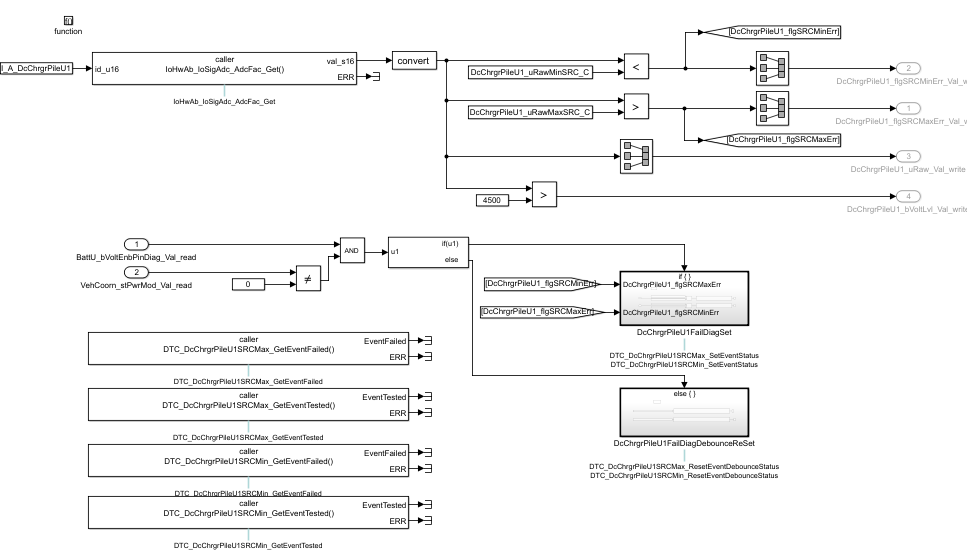 f()
function
caller
IoHwAb_IoSigAdc_AdcFac_Get()
I_A_DcChrgrPileU1
id_u16
val_s16
ERR
IoHwAb_IoSigAdc_AdcFac_Get
convert
DcChrgrPileU1_uRawMinSRC_C
<
[DcChrgrPileU1_flgSRCMinErr]
2
DcChrgrPileU1_flgSRCMinErr_Val_w
DcChrgrPileU1_uRawMaxSRC_C
>
1
DcChrgrPileU1_flgSRCMaxErr_Val_w
[DcChrgrPileU1_flgSRCMaxErr]
3
DcChrgrPileU1_uRaw_Val_write
4500
>
4
DcChrgrPileU1_bVoltLvl_Val_write
1
BattU_bVoltEnbPinDiag_Val_read
2
VehCoorn_stPwrMod_Val_read
0
≠
AND
u1
if(u1)
else
[DcChrgrPileU1_flgSRCMinErr]
[DcChrgrPileU1_flgSRCMaxErr]
if { }
DcChrgrPileU1_flgSRCMaxErr
DcChrgrPileU1_flgSRCMinErr
DcChrgrPileU1FailDiagSet
DTC_DcChrgrPileU1SRCMax_SetEventStatus
DTC_DcChrgrPileU1SRCMin_SetEventStatus
else { }
DcChrgrPileU1FailDiagDebounceReSet
DTC_DcChrgrPileU1SRCMax_ResetEventDebounceStatus
DTC_DcChrgrPileU1SRCMin_ResetEventDebounceStatus
caller
DTC_DcChrgrPileU1SRCMax_GetEventFailed()
EventFailed
ERR
DTC_DcChrgrPileU1SRCMax_GetEventFailed
caller
DTC_DcChrgrPileU1SRCMax_GetEventTested()
EventTested
ERR
DTC_DcChrgrPileU1SRCMax_GetEventTested
caller
DTC_DcChrgrPileU1SRCMin_GetEventFailed()
EventFailed
ERR
DTC_DcChrgrPileU1SRCMin_GetEventFailed
caller
DTC_DcChrgrPileU1SRCMin_GetEventTested()
EventTested
ERR
DTC_DcChrgrPileU1SRCMin_GetEventTested